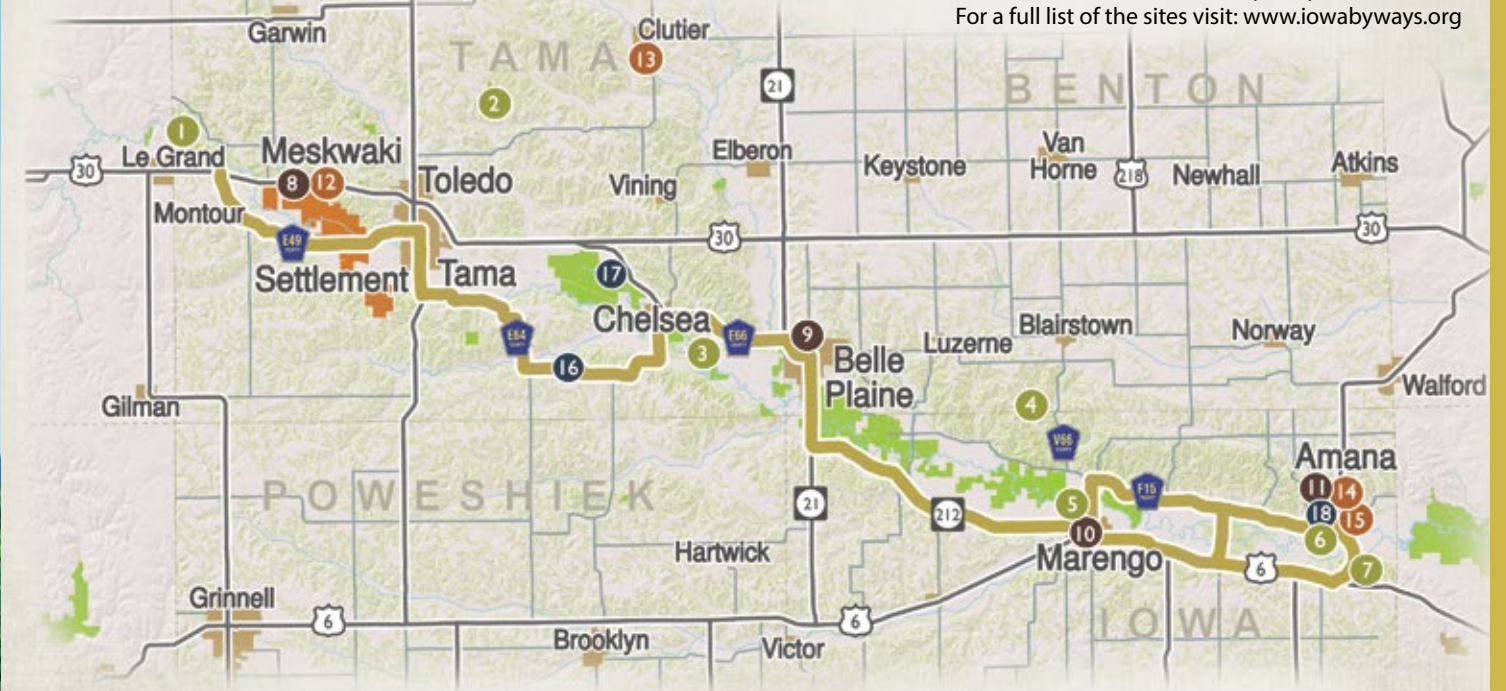 For a full list of the sites visit: www.iowabyways.org
Garwin
Clutier
TAMA
13
21
2
BENTON
1
Le Grand
Meskwaki
30
8
12
Toledo
Elberon
Vining
Keystone
Van
Horne
218
Newhall
Atkins
Montour
E49
30
30
Settlement
Tama
17
Chelsea
E64
E66
9
3
16
Belle
Plaine
Luzerne
Blairstown
Norway
Walford
Gilman
4
V66
Amana
11
14
POWESHIEK
21
212
5
F15
18
15
10
6
Marengo
Hartwick
6
7
Grinnell
6
6
IOWA
Brooklyn
Victor